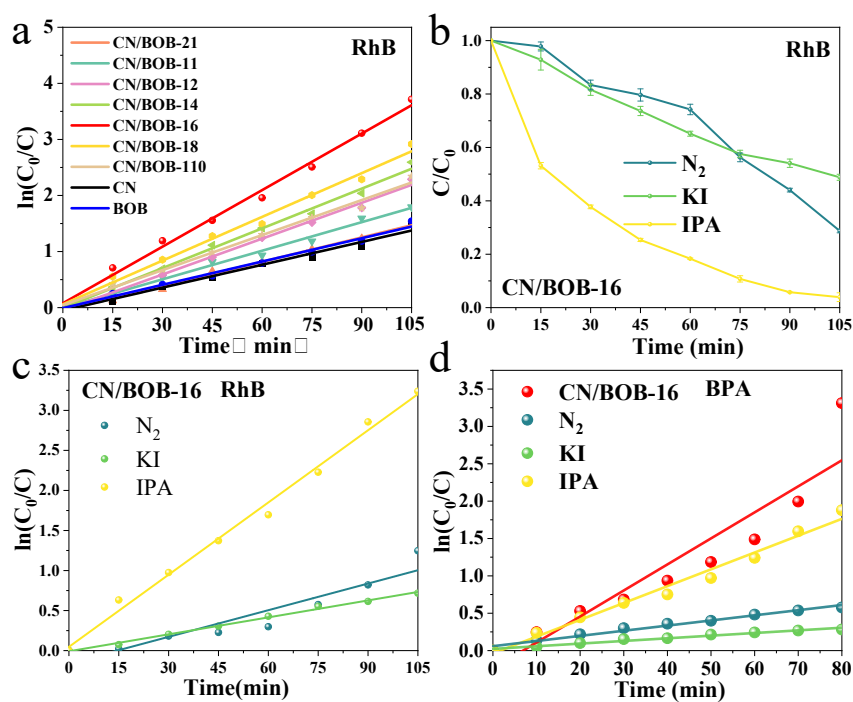 a
RhB
CN/BOB-21
CN/BOB-11
CN/BOB-12
CN/BOB-14
CN/BOB-16
CN/BOB-18
CN/BOB-110
CN
BOB
ln(C₀/C)
5
4
3
2
1
0
0 15 30 45 60 75 90 105
Time□ min□
b
RhB
N₂
KI
IPA
CN/BOB-16
C/C₀
1.0
0.8
0.6
0.4
0.2
0.0
0 15 30 45 60 75 90 105
Time (min)
c
CN/BOB-16 RhB
N₂
KI
IPA
ln(C₀/C)
3.5
3.0
2.5
2.0
1.5
1.0
0.5
0.0
0 15 30 45 60 75 90 105
Time(min)
d
CN/BOB-16 BPA
N₂
KI
IPA
ln(C₀/C)
3.5
3.0
2.5
2.0
1.5
1.0
0.5
0.0
0 10 20 30 40 50 60 70 80
Time (min)